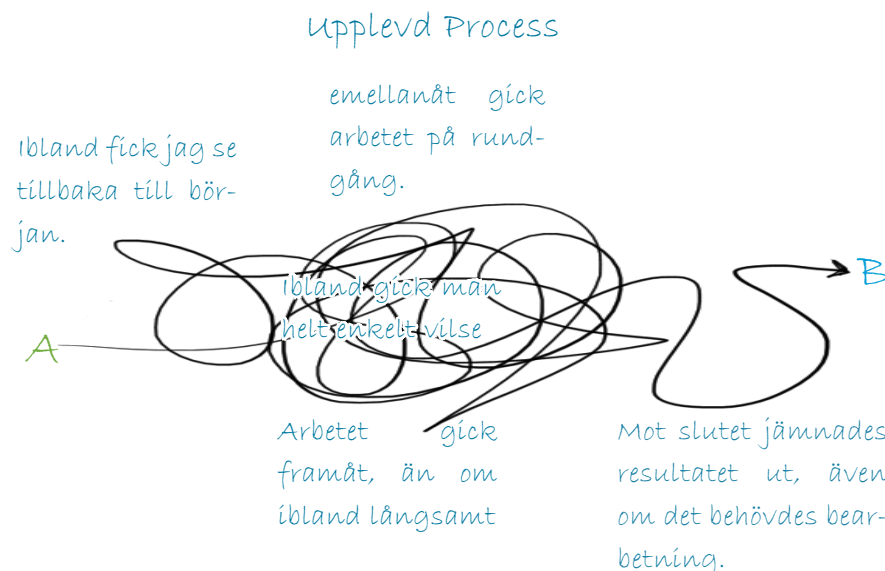 Upplevd Process
emellanåt gick
arbetet på rund-
gång.
Ibland fick jag se
tillbaka till bör-
jan.
Ibland gick man
helt enkelt vilse
A
B
Arbetet gick
framåt, än om
ibland långsamt
Mot slutet jämnades
resultatet ut, även
om det behövdes bear-
betning.